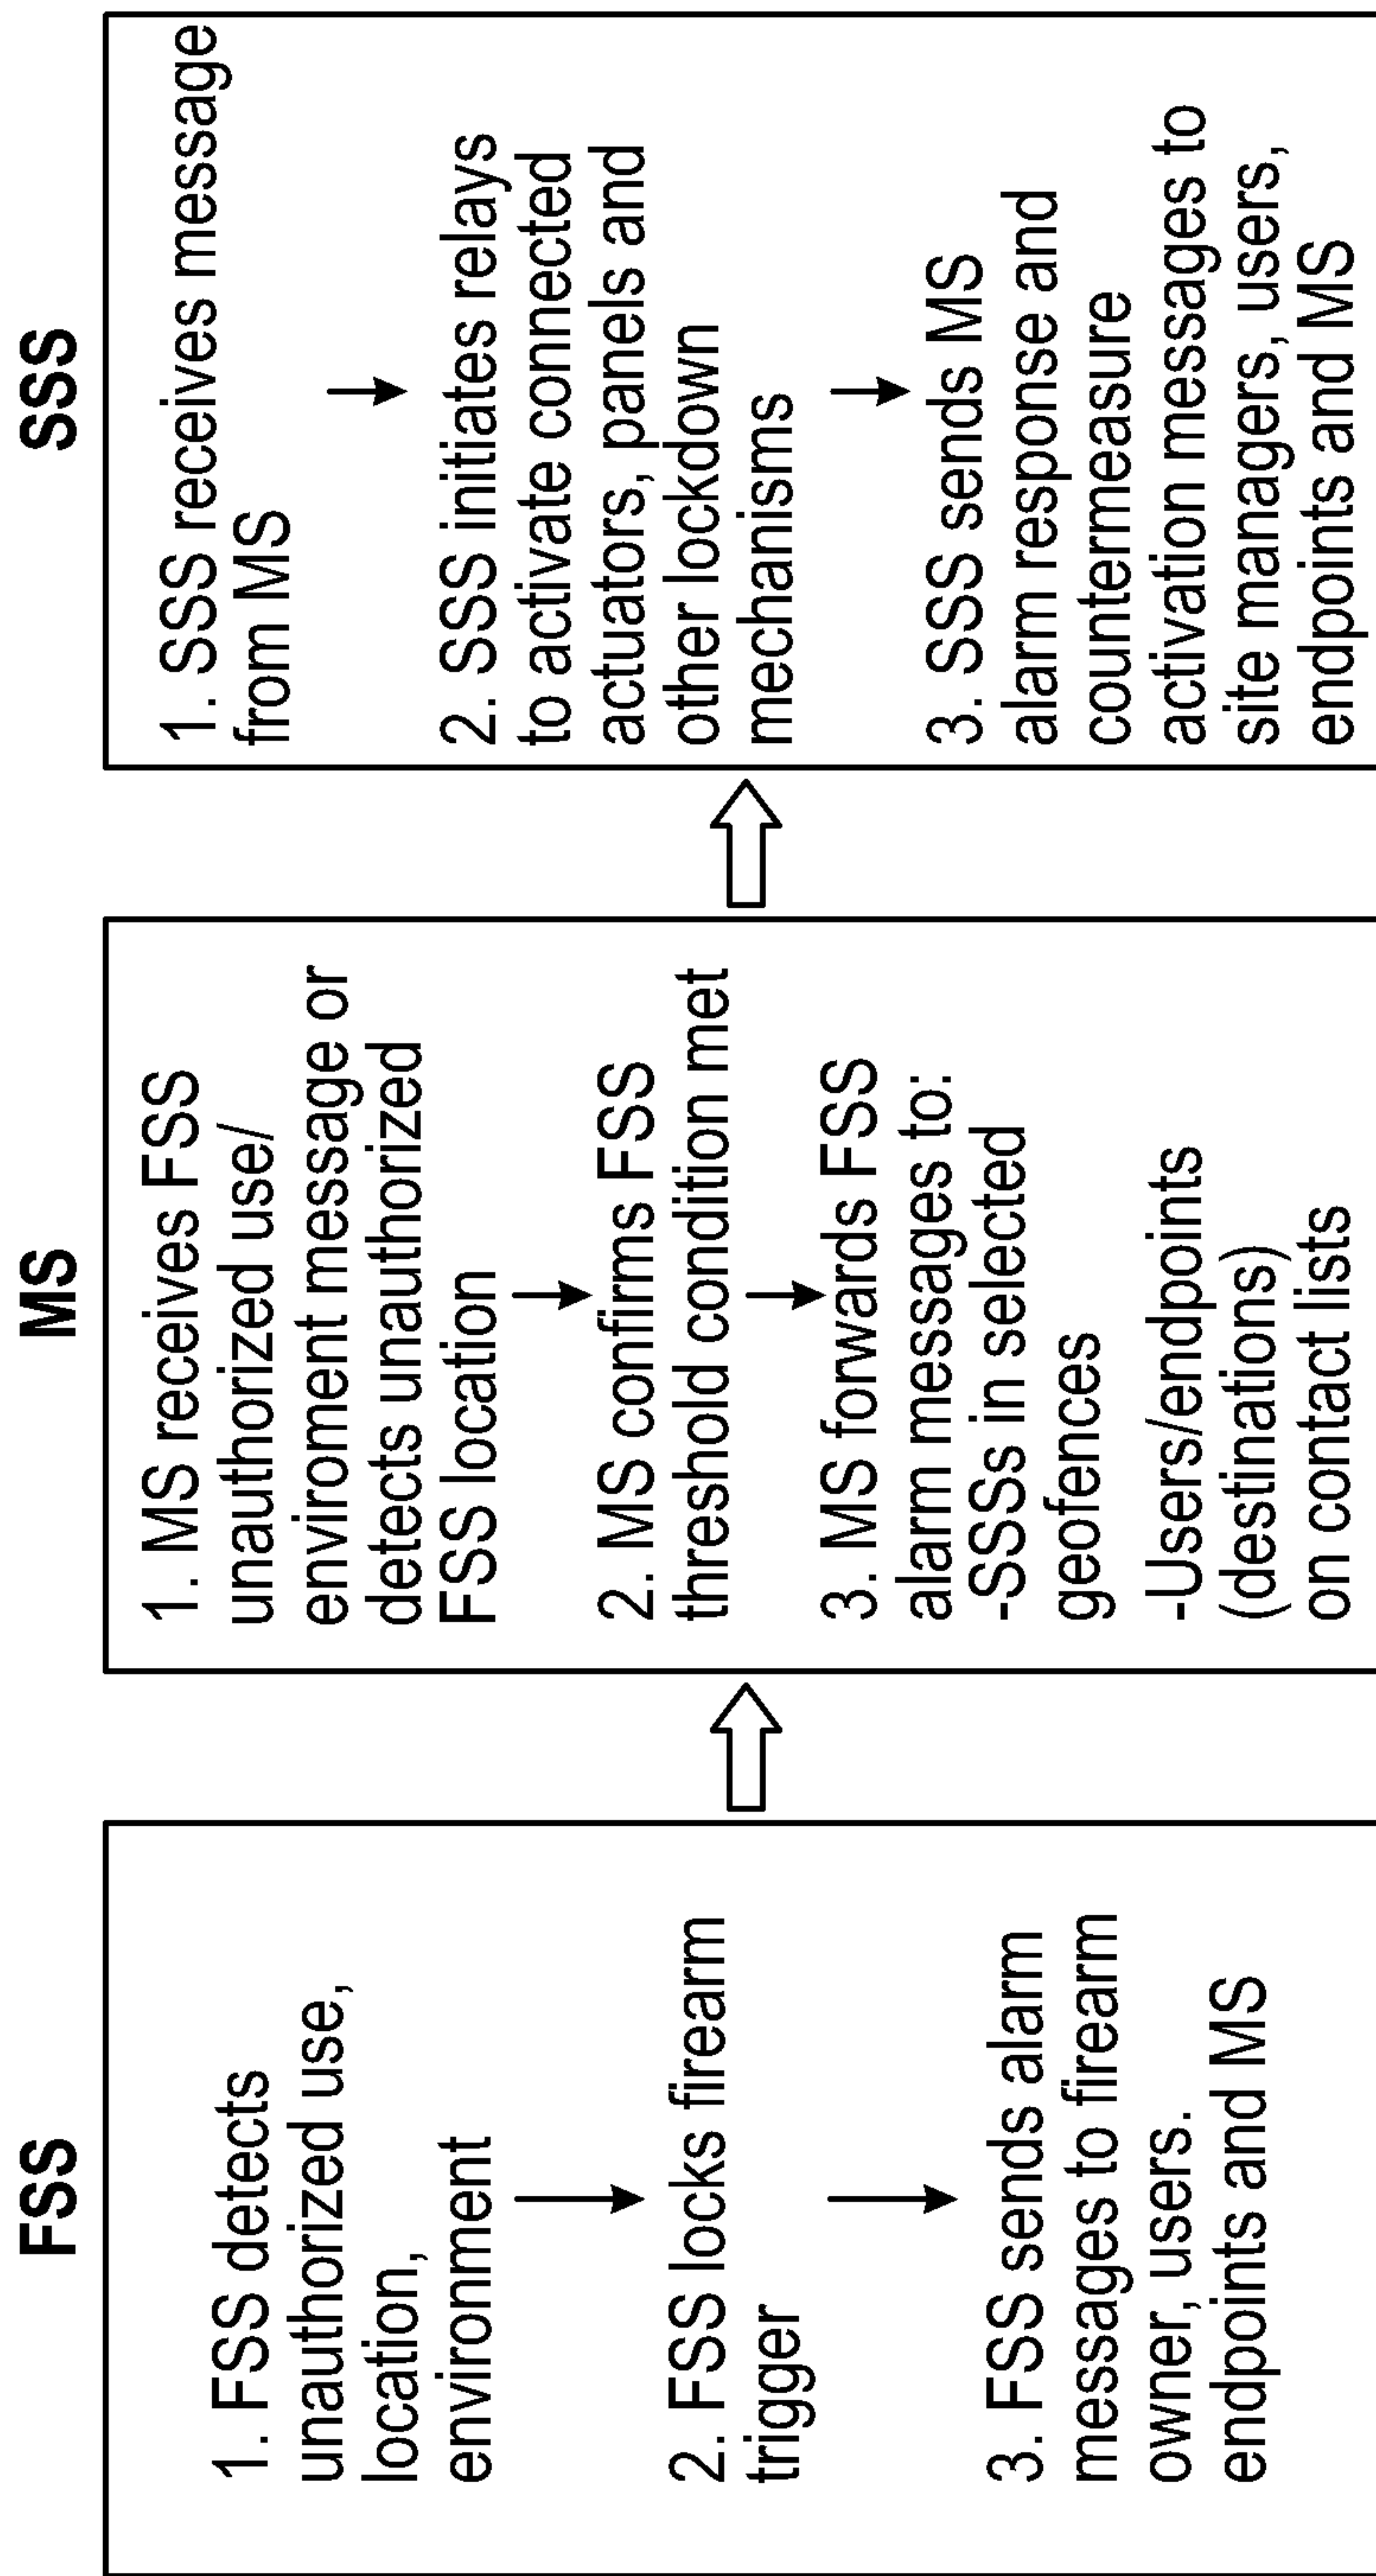 FSS
1. FSS detects
unauthorized use,
location,
environment
2. FSS locks firearm
trigger
3. FSS sends alarm
messages to firearm
owner, users.
endpoints and MS
MS
1. MS receives FSS
unauthorized use/
enviroment message or
detects unauthorized
FSS location
2. MS confirms FSS
threshold condition met
3. MS forwards FSS
alarm messages to:
-SSSs in selected
geofences
-Users/endpoints
(destinations)
on contact lists
SSS
1. SSS receives message
from MS
2. SSS initiates relays
to activate connected
actuators, panels and
other lockdown
mechanisms
3. SSS sends MS
alarm response and
countermeasure
activation messages to
site managers, users,
endpoints and MS